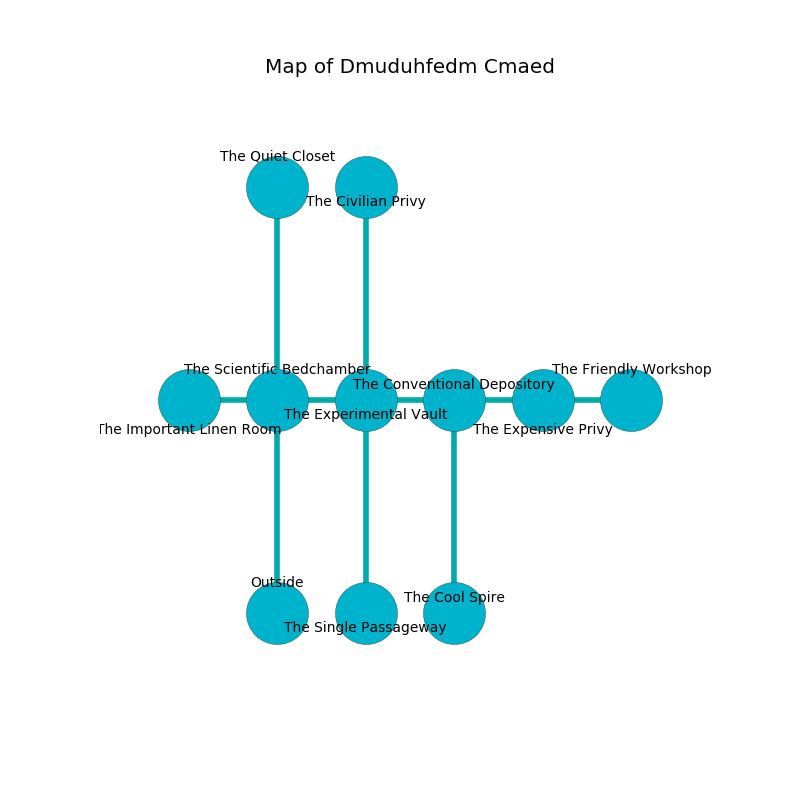 Map of Dmuduhfedm Cmaed
The Quiet Closet
The Civilian Privy
The Scientific Bedchamber
The Friendly Workshop
The Conventional Depository
The Experimental Vault
The Important Linen Room
The Expensive Privy
Outside
The Cool Spire
The Single Passageway